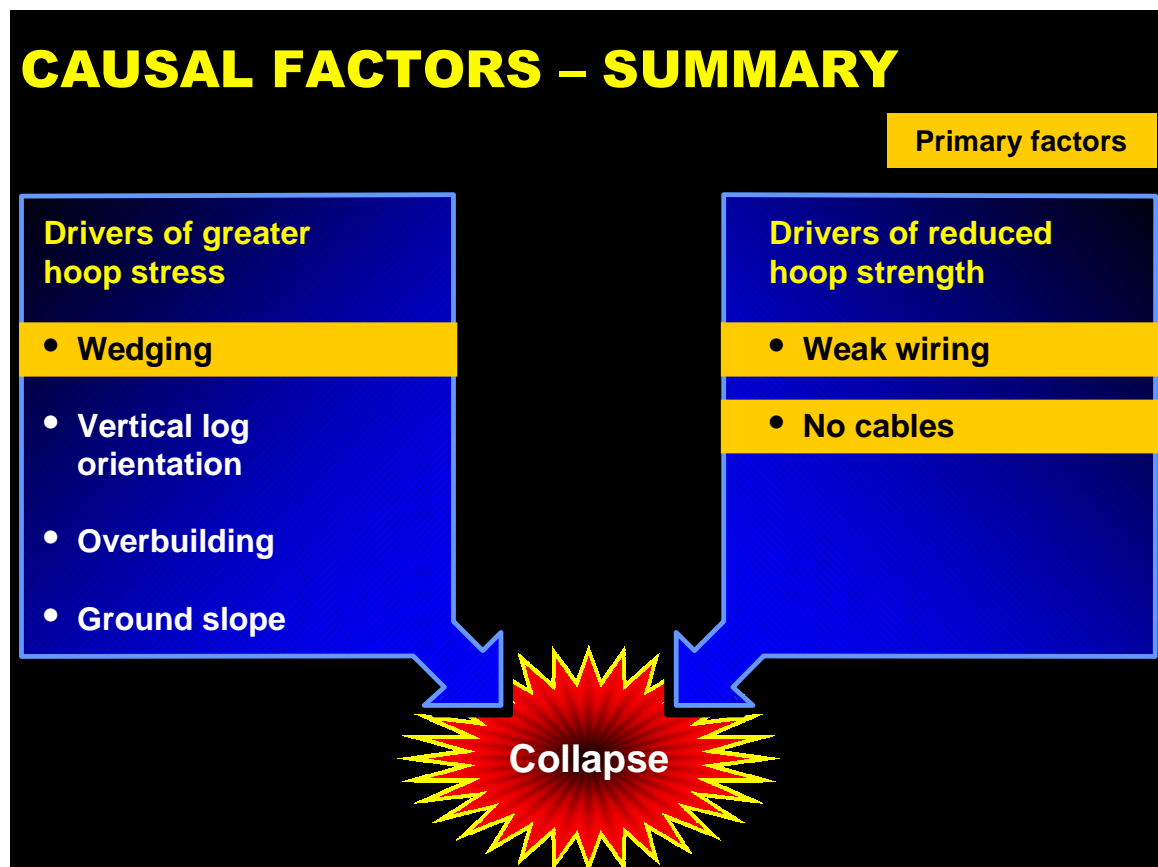 CAUSAL FACTORS – SUMMARY
Primary factors
Drivers of greater
hoop stress
• Wedging
• Vertical log
orientation
• Overbuilding
• Ground slope
Drivers of reduced
hoop strength
• Weak wiring
• No cables
Collapse